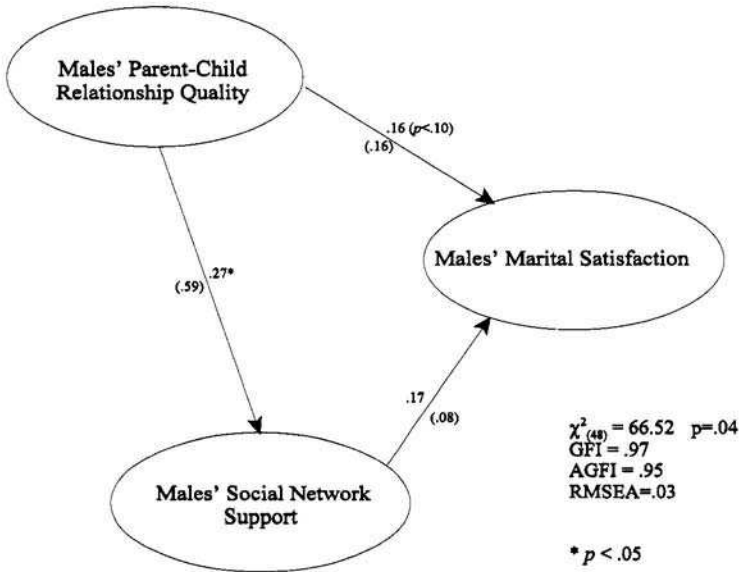 Males' Parent-Child
Relationship Quality
.16 (p<.10)
(.16)
Males' Marital Satisfaction
.27*
(.59)
.17
(.08)
Males' Social Network
Support
χ²(48) = 66.52 p=.04
GFI = .97
AGFI = .95
RMSEA=.03
* p < .05